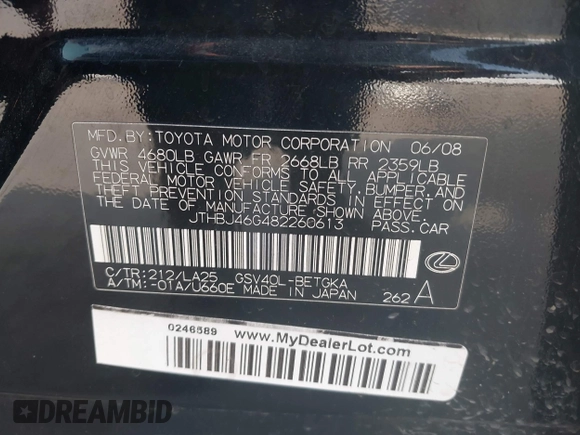 MFD.BY: TOYOTA MOTOR CORPORATION 06/08
GVWR 4680LB GAWR FR 2668LB RR 2359LB
THIS VEHICLE CONFORMS TO ALL APPLICABLE
FEDERAL MOTOR VEHICLE SAFETY, BUMPER, AND
THEFT PREVENTION STANDARDS IN EFFECT ON
THE DATE OF MANUFACTURE SHOWN ABOVE.
JTHBJ46G482260613 PASS.CAR
C/TR:212/LA25 GSV40L-BETGKA
A/TM:-01A/U660E MADE IN JAPAN 262A
0246589 www.MyDealerLot.com
DREAMBID